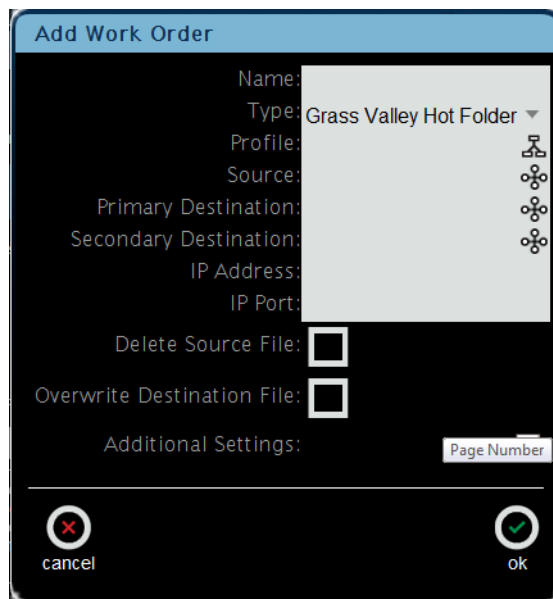 Add Work Order
Name:
Type: Grass Valley Hot Folder
Profile:
Source:
Primary Destination:
Secondary Destination:
IP Address:
IP Port:
Delete Source File:
Overwrite Destination File:
Additional Settings:
Page Number
cancel
ok